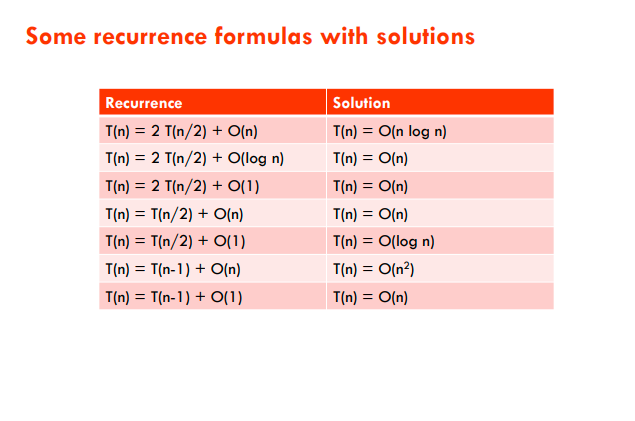 Some recurrence formulas with solutions
Recurrence Solution
T(n) = 2 T(n/2) + O(n) T(n) = O(n log n)
T(n) = 2 T(n/2) + O(log n) T(n) = O(n)
T(n) = 2 T(n/2) + O(1) T(n) = O(n)
T(n) = T(n/2) + O(n) T(n) = O(n)
T(n) = T(n/2) + O(1) T(n) = O(log n)
T(n) = T(n-1) + O(n) T(n) = O(n²)
T(n) = T(n-1) + O(1) T(n) = O(n)